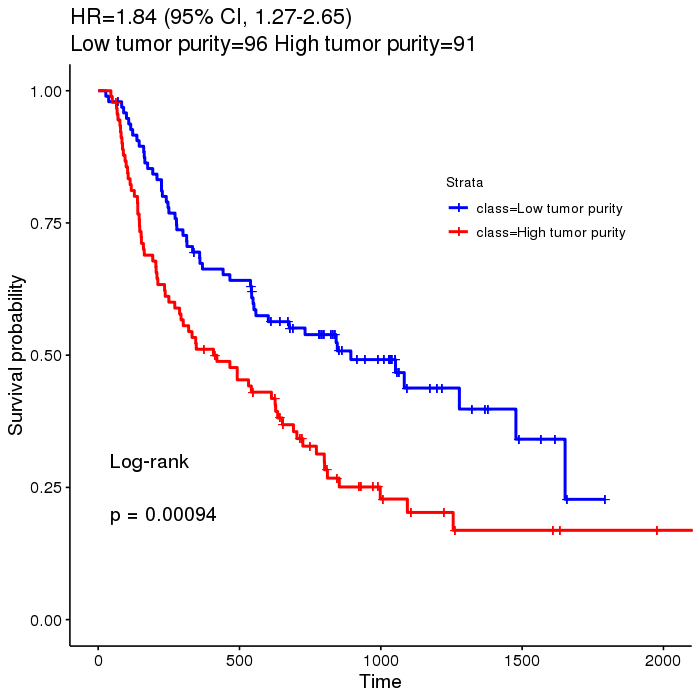 HR=1.84 (95% CI, 1.27-2.65)
Low tumor purity=96 High tumor purity=91
1.00
0.75
0.50
0.25
0.00
Survival probability
Strata
class=Low tumor purity
class=High tumor purity
Log-rank
p = 0.00094
0 500 1000 1500 2000
Time